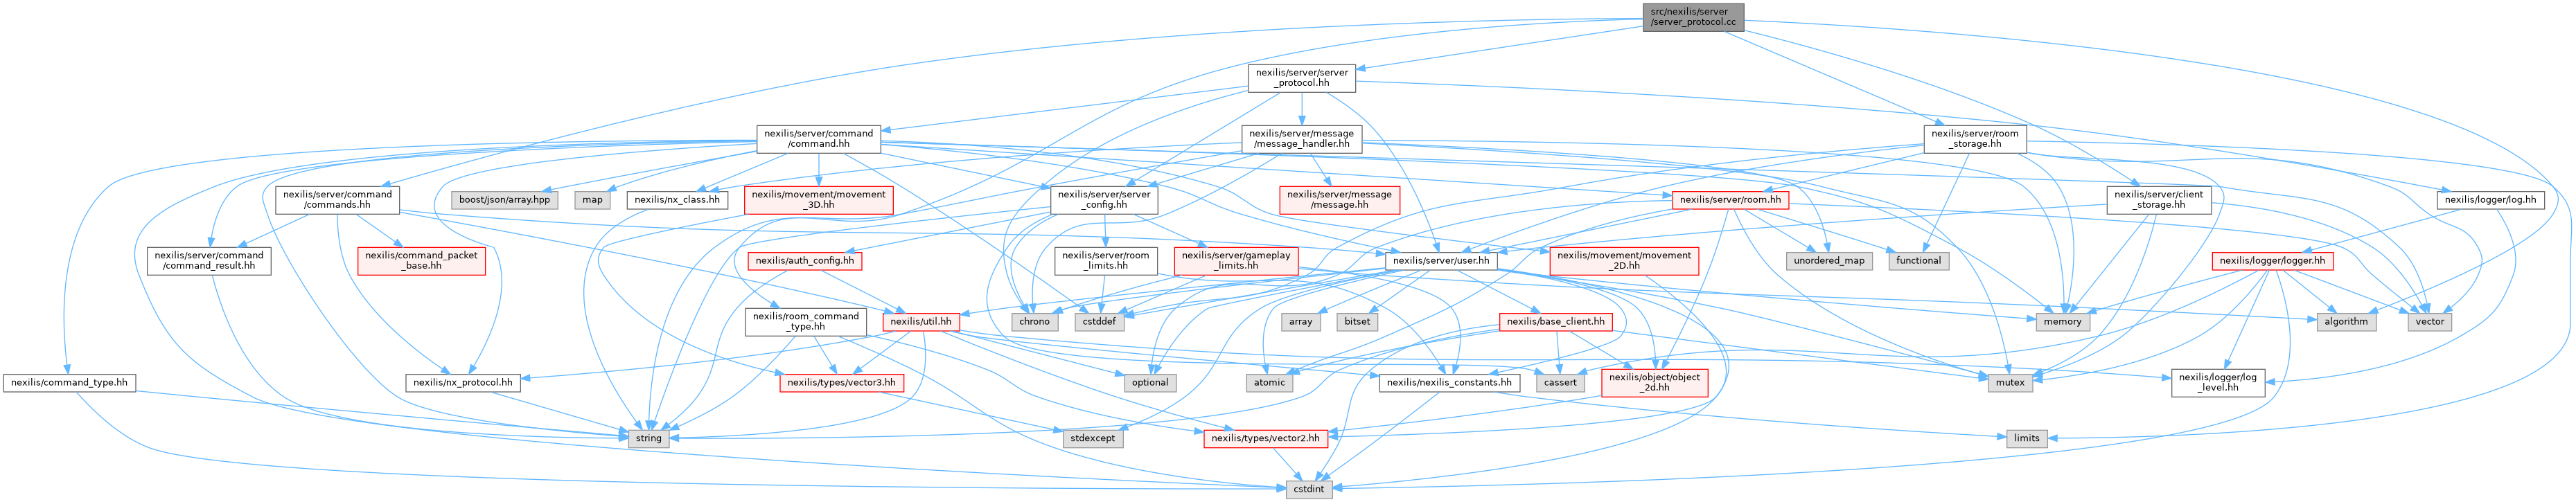 src/nexilis/server
/server_protocol.cc
nexilis/server/server
_protocol.hh
nexilis/server/command
/command.hh
nexilis/server/message
/message_handler.hh
nexilis/server/room
_storage.hh
nexilis/server/command
/commands.hh
boost/json/array.hpp
map
nexilis/nx_class.hh
nexilis/movement/movement
_3D.hh
nexilis/server/server
_config.hh
nexilis/server/message
/message.hh
nexilis/server/room.hh
nexilis/server/client
_storage.hh
nexilis/logger/log.hh
nexilis/server/command
/command_result.hh
nexilis/command_packet
_base.hh
nexilis/auth_config.hh
nexilis/server/room
_limits.hh
nexilis/server/gameplay
_limits.hh
nexilis/server/user.hh
nexilis/movement/movement
_2D.hh
unordered_map
functional
nexilis/logger/logger.hh
nexilis/room_command
_type.hh
nexilis/util.hh
chrono
cstddef
array
bitset
nexilis/base_client.hh
memory
algorithm
vector
nexilis/command_type.hh
nexilis/nx_protocol.hh
nexilis/types/vector3.hh
optional
atomic
nexilis/nexilis_constants.hh
cassert
nexilis/object/object
_2d.hh
mutex
nexilis/logger/log
_level.hh
string
stdexcept
nexilis/types/vector2.hh
limits
cstdint